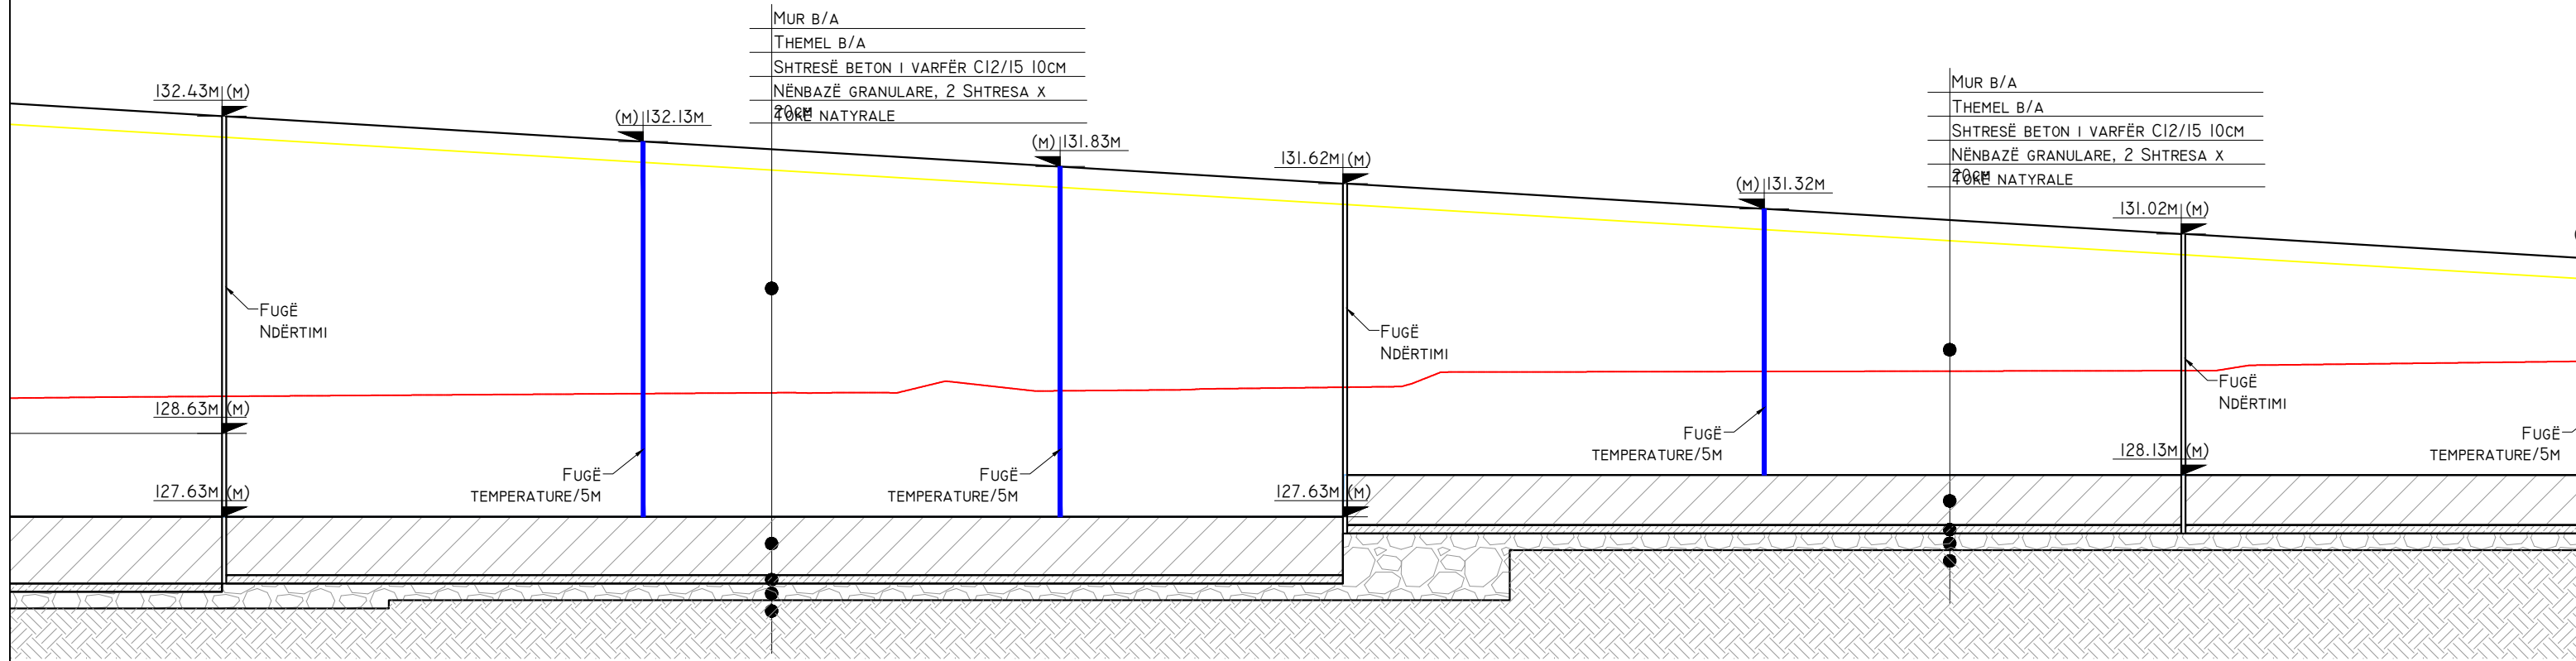 MUR B/A
THEMEL B/A
SHTRESË BETON I VARFËR C12/15 10CM
NËNBAZË GRANULARE, 2 SHTRESA X
20CM
TOKË NATYRALE
MUR B/A
THEMEL B/A
SHTRESË BETON I VARFËR C12/15 10CM
NËNBAZË GRANULARE, 2 SHTRESA X
20CM
TOKË NATYRALE
132.43M (M)
(M) 132.13M
(M) 131.83M
131.62M (M)
(M) 131.32M
131.02M (M)
FUGË
NDËRTIMI
FUGË
NDËRTIMI
FUGË
NDËRTIMI
128.63M (M)
FUGË
TEMPERATURE/5M
FUGË
TEMPERATURE/5M
FUGË
TEMPERATURE/5M
FUGË
TEMPERATURE/5M
128.13M (M)
127.63M (M)
127.63M (M)